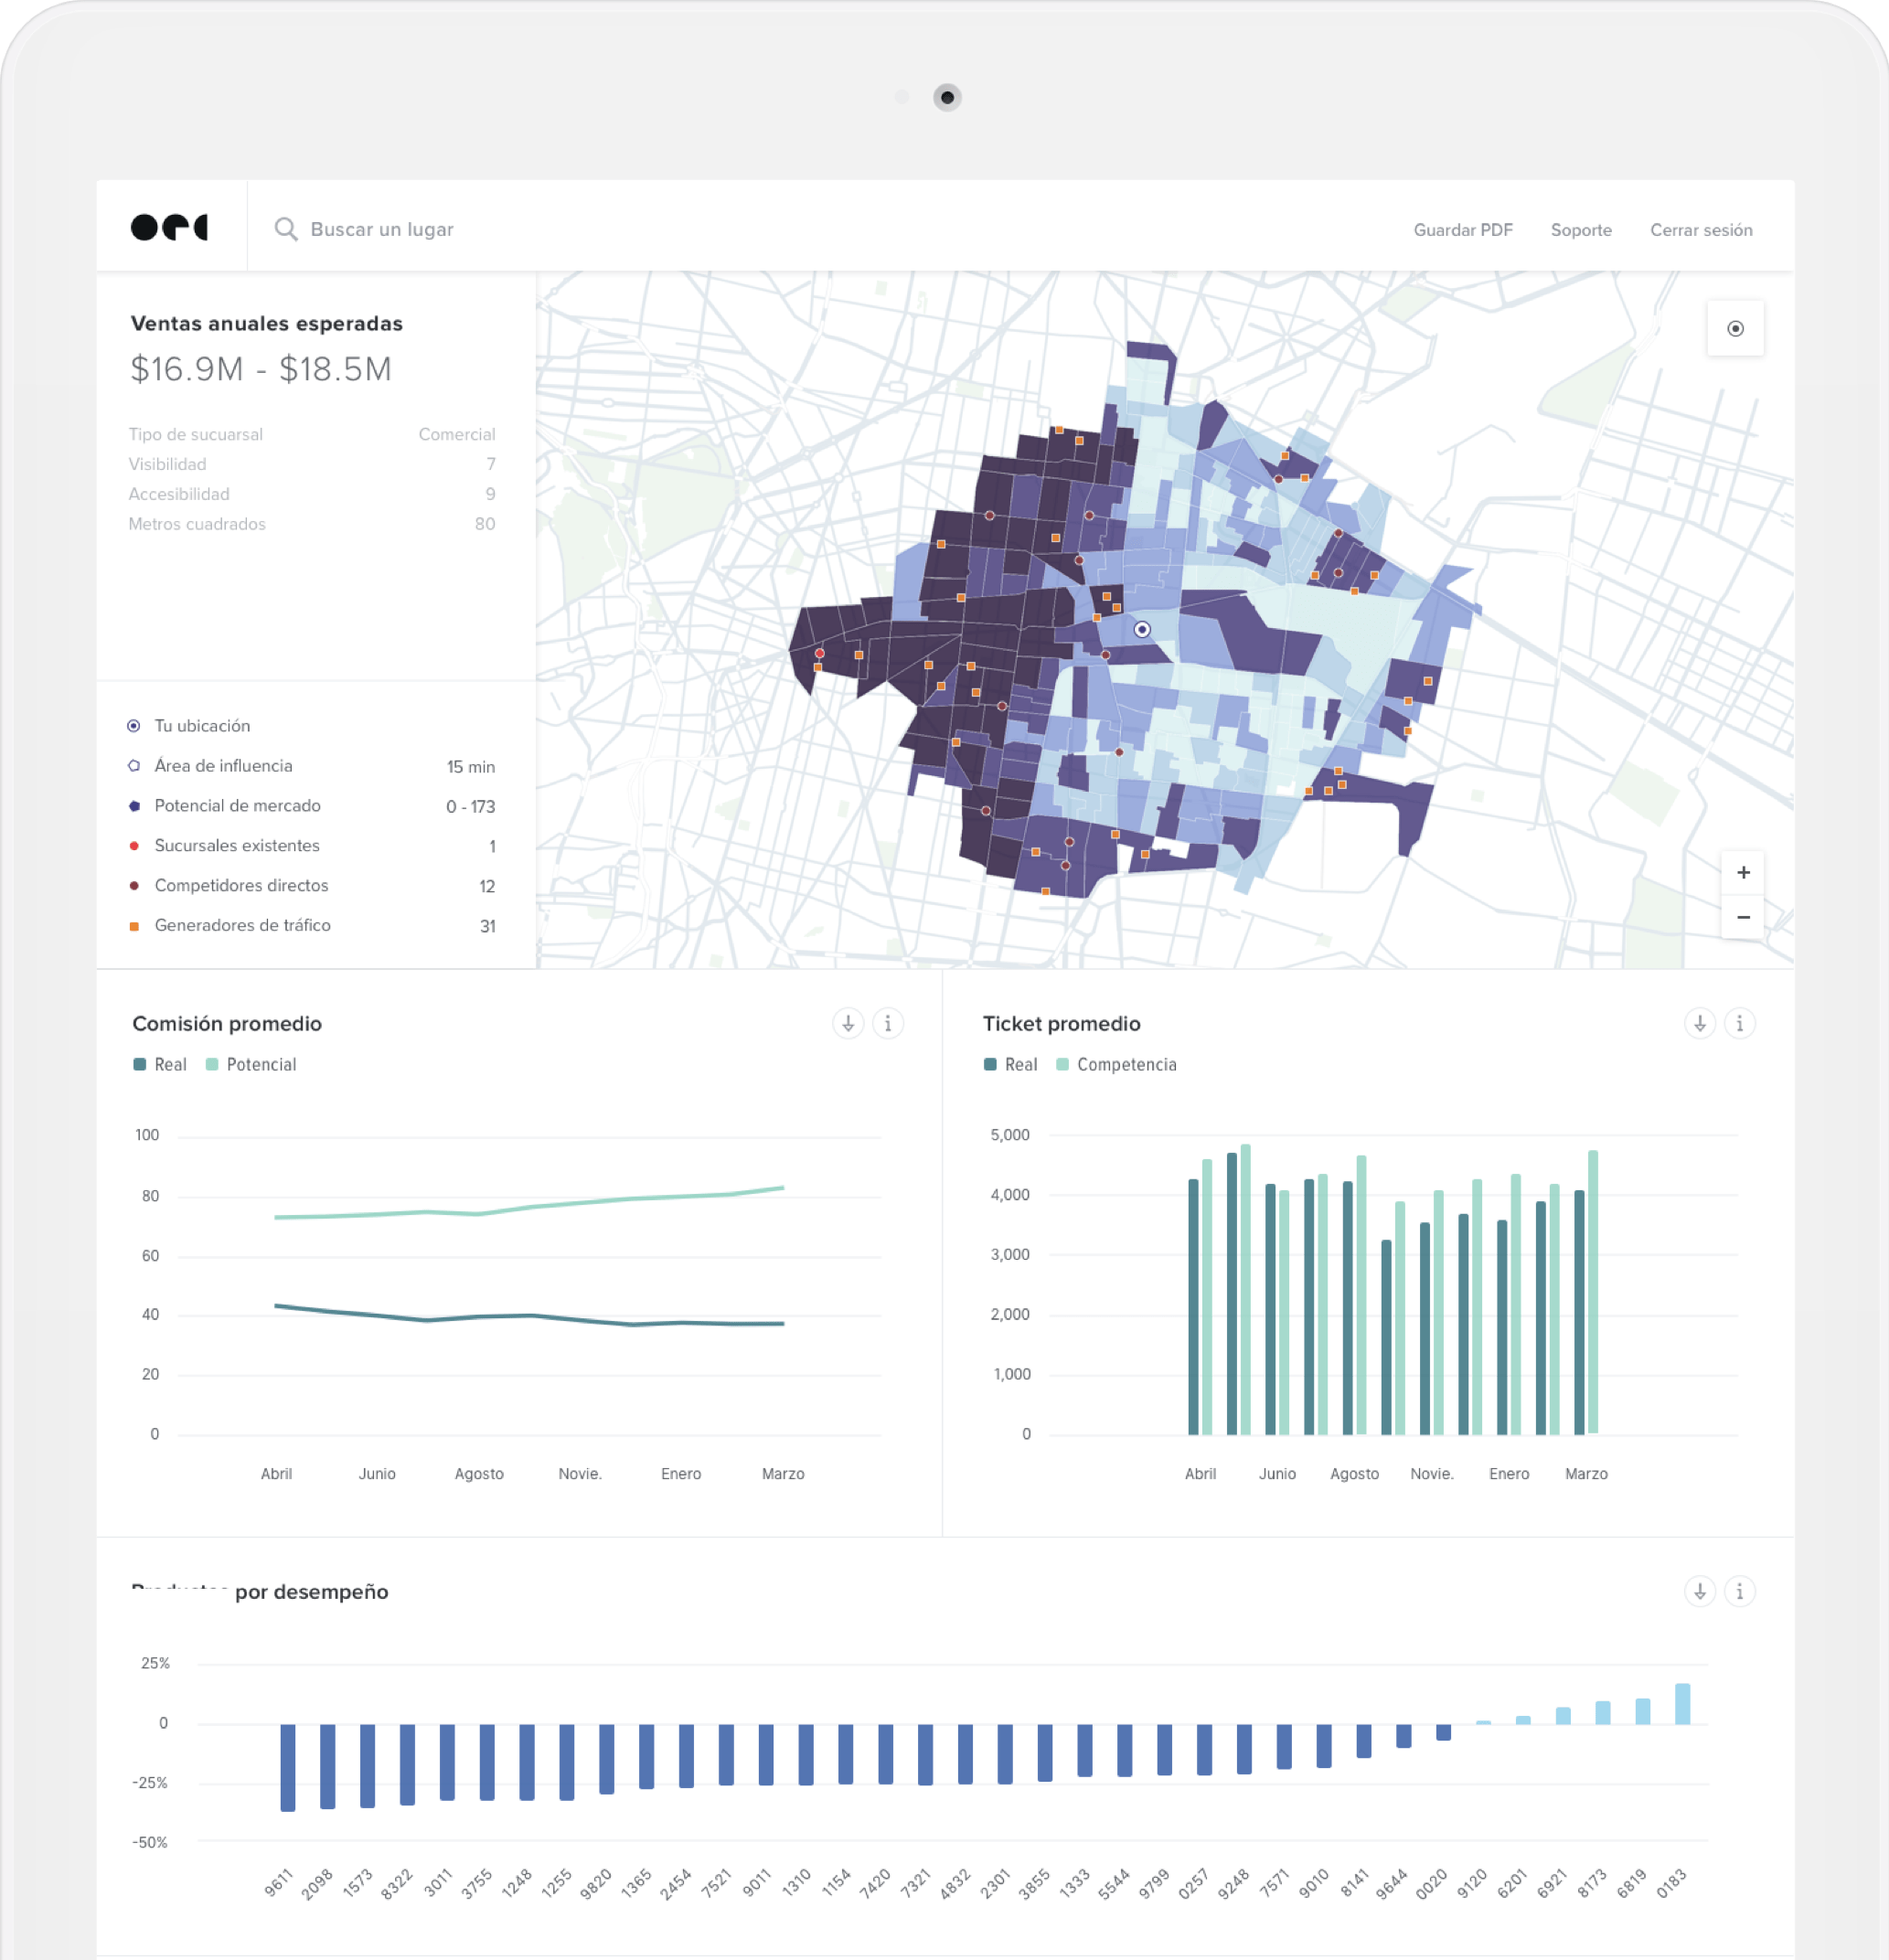 Buscar un lugar
Guardar PDF
Soporte
Cerrar sesión
Ventas anuales esperadas
$16.9M - $18.5M
Tipo de sucuarsal Comercial
Visibilidad 7
Accesibilidad 9
Metros cuadrados 80
Tu ubicación
Área de influencia 15 min
Potencial de mercado 0 - 173
Sucursales existentes 1
Competidores directos 12
Generadores de tráfico 31
+
−
Comisión promedio
Real Potencial
100
80
60
40
20
0
Abril Junio Agosto Novie. Enero Marzo
Ticket promedio
Real Competencia
5,000
4,000
3,000
2,000
1,000
0
Abril Junio Agosto Novie. Enero Marzo
por desempeño
25%
0
-25%
-50%
9611 2098 1573 8322 3011 3755 1248 1255 9820 1365 2454 7521 9011 1310 1154 7420 7321 4832 2301 3855 1333 5544 9799 0257 9248 7571 9010 8141 9644 0020 9120 6201 6921 8173 6819 0183